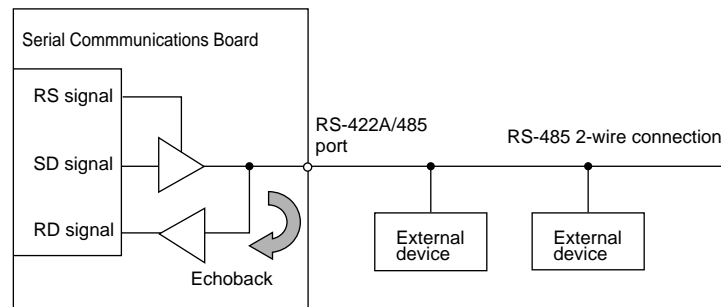 Serial Commmunications Board
RS signal
SD signal
RD signal
Echoback
RS-422A/485
port
RS-485 2-wire connection
External
device
External
device